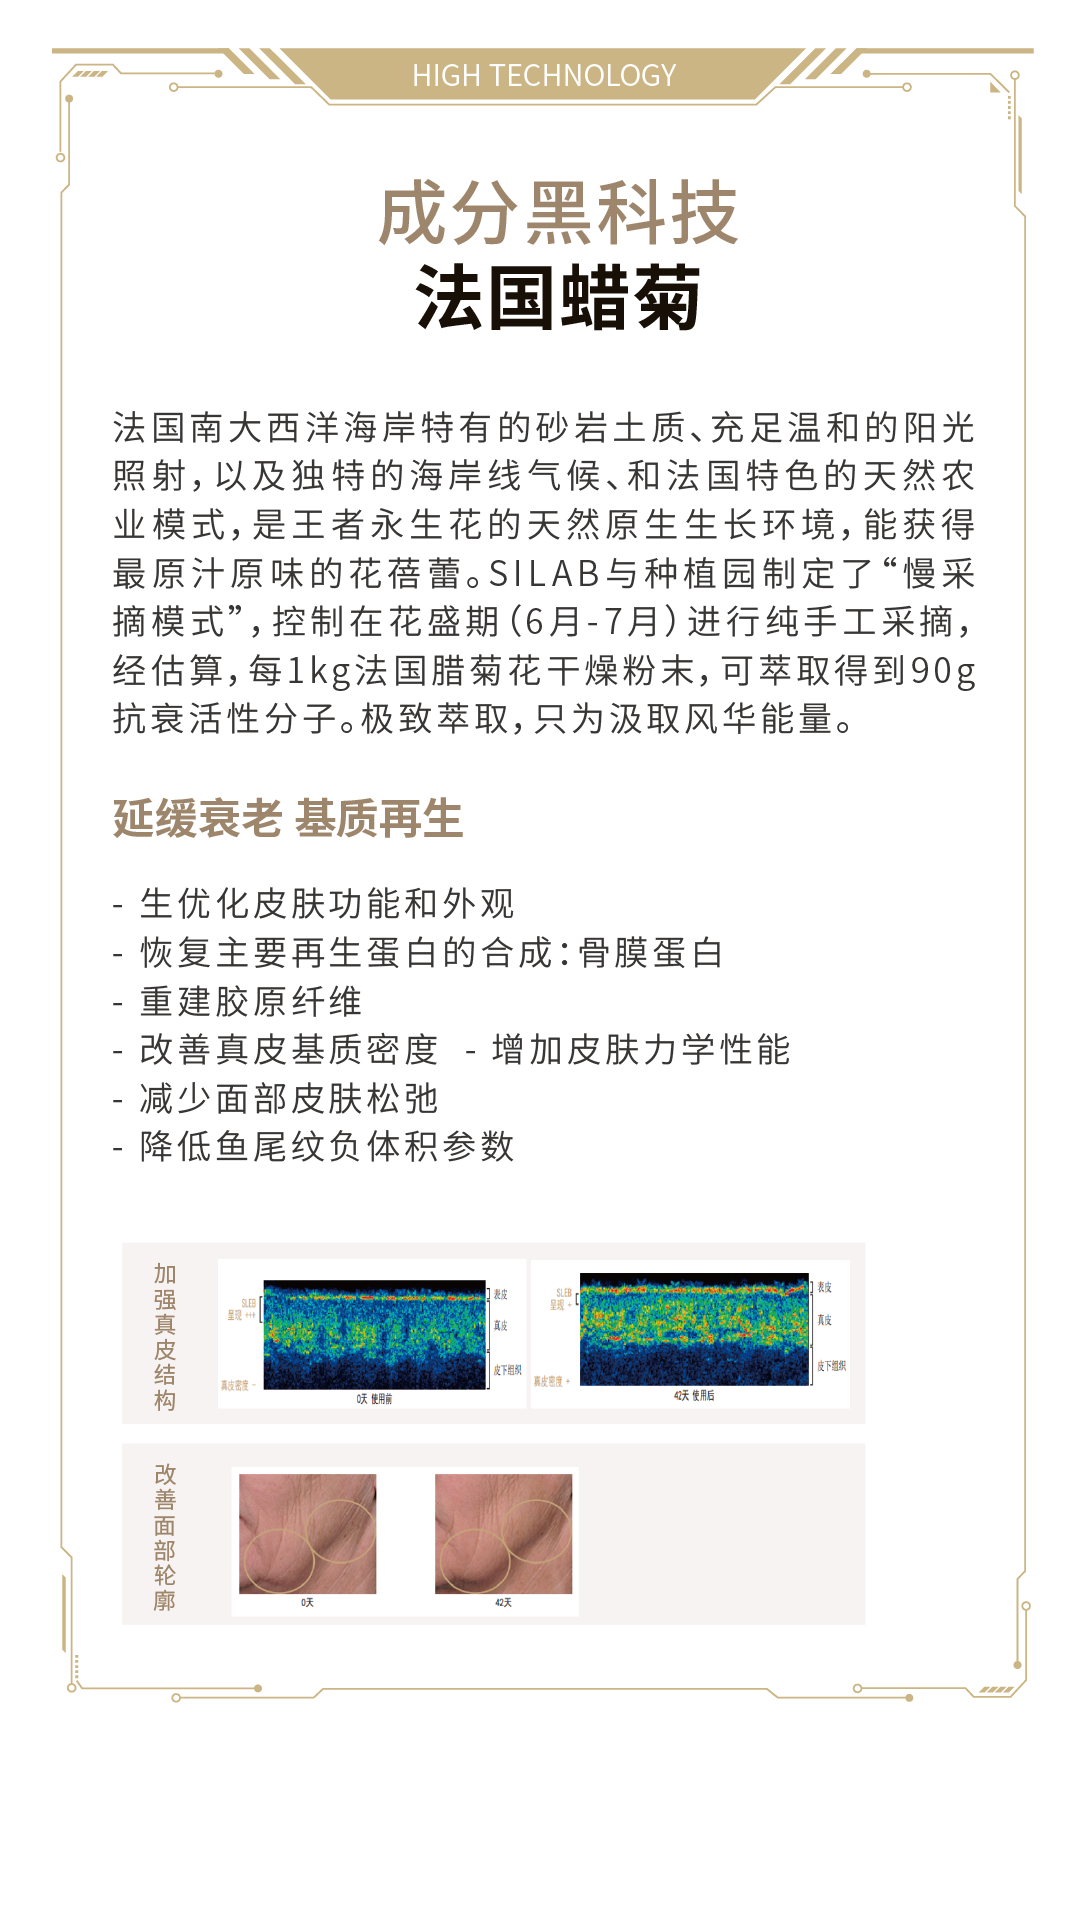 HIGH TECHNOLOGY
成分黑科技
法国蜡菊
法国南大西洋海岸特有的砂岩土质、充足温和的阳光
照射，以及独特的海岸线气候、和法国特色的天然农
业模式，是王者永生花的天然原生生长环境，能获得
最原汁原味的花蓓蕾。SILAB与种植园制定了“慢采
摘模式”，控制在花盛期（6月-7月）进行纯手工采摘，
经估算，每1kg法国腊菊花干燥粉末，可萃取得到90g
抗衰活性分子。极致萃取，只为汲取风华能量。
延缓衰老 基质再生
- 生优化皮肤功能和外观
- 恢复主要再生蛋白的合成：骨膜蛋白
- 重建胶原纤维
- 改善真皮基质密度 - 增加皮肤力学性能
- 减少面部皮肤松弛
- 降低鱼尾纹负体积参数
加强真皮结构
SLEB
呈现 +++
真皮密度 -
表皮
真皮
皮下组织
0天 使用前
SLEB
呈现 +
真皮密度 +
表皮
真皮
皮下组织
42天 使用后
改善面部轮廓
0天
42天